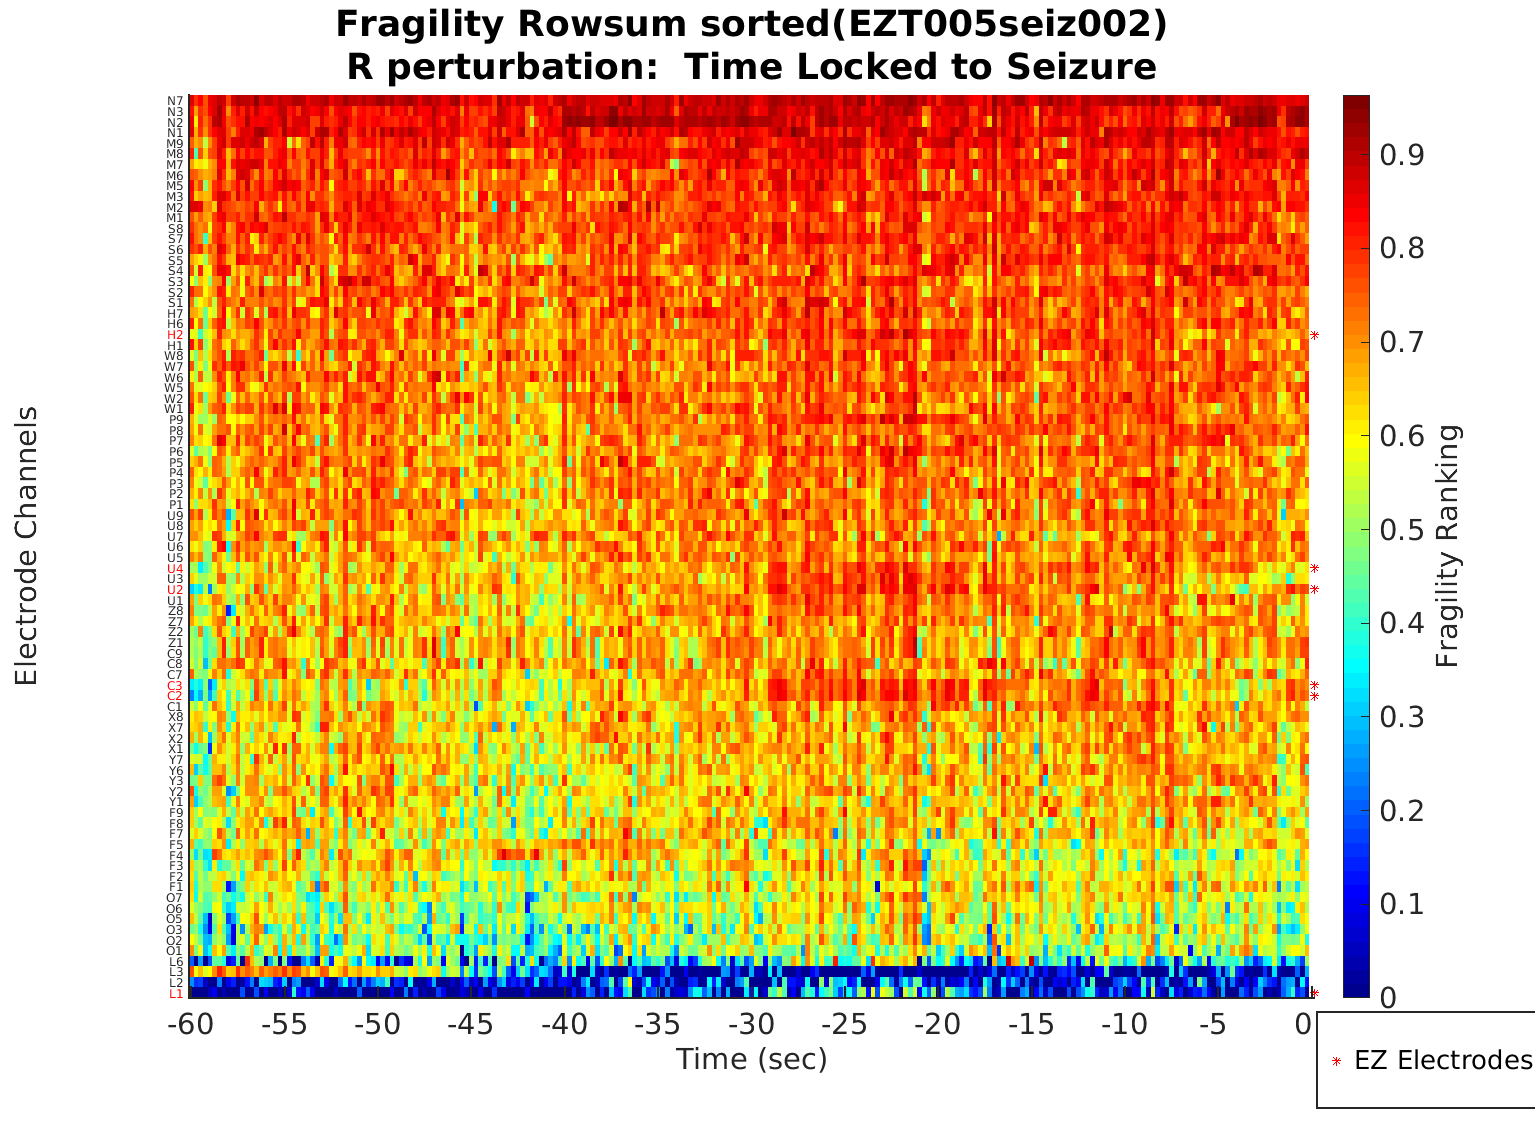 Fragility Rowsum sorted(EZT005seiz002)
R perturbation:  Time Locked to Seizure
Electrode Channels
N7
N3
N2
N1
M9
M8
M7
M6
M5
M3
M2
M1
S8
S7
S6
S5
S4
S3
S2
S1
H7
H6
H2
H1
W8
W7
W6
W5
W2
W1
P9
P8
P7
P6
P5
P4
P3
P2
P1
U9
U8
U7
U6
U5
U4
U3
U2
U1
Z8
Z7
Z2
Z1
C9
C8
C7
C3
C2
C1
X8
X7
X2
X1
Y7
Y6
Y3
Y2
Y1
F9
F8
F7
F5
F4
F3
F2
F1
O7
O6
O5
O3
O2
O1
L6
L3
L2
L1
-60 -55 -50 -45 -40 -35 -30 -25 -20 -15 -10 -5 0
Time (sec)
0.9
0.8
0.7
0.6
0.5
0.4
0.3
0.2
0.1
0
Fragility Ranking
EZ Electrodes